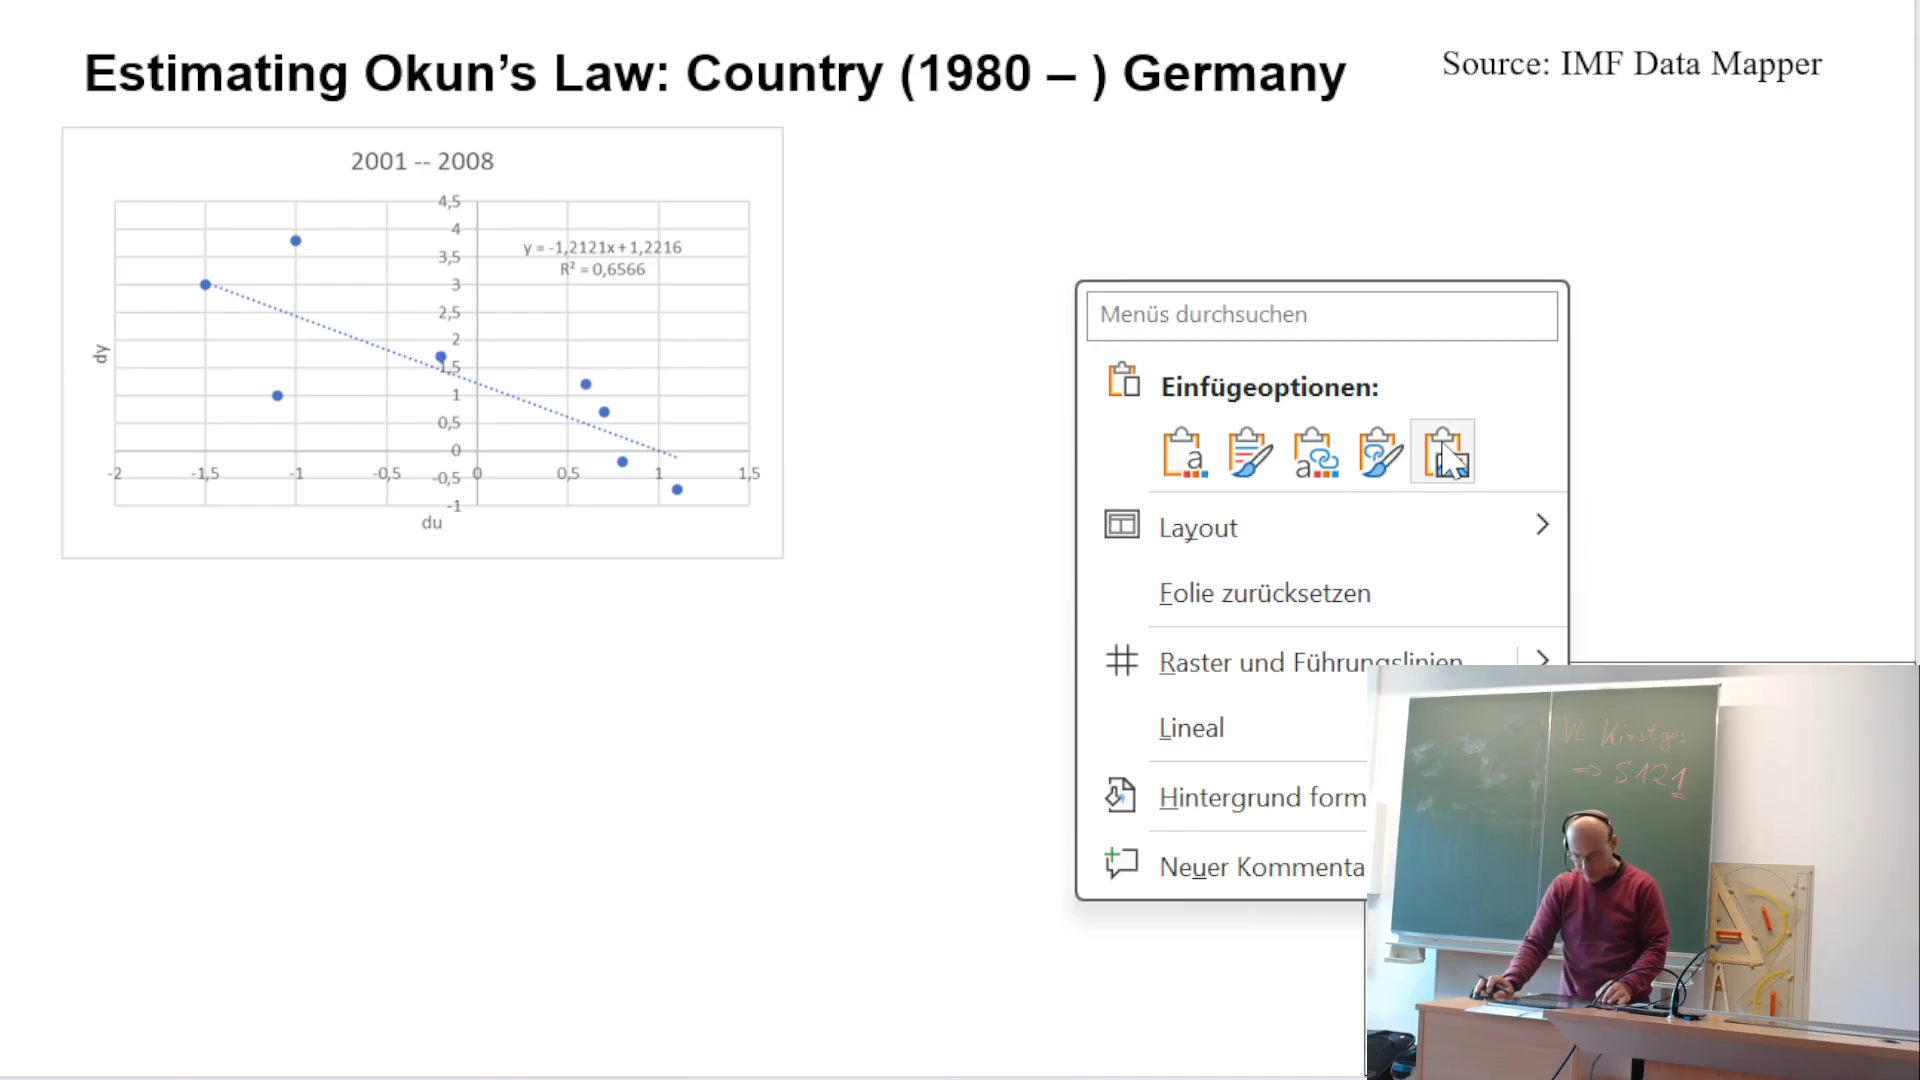 Estimating Okun’s Law: Country (1980 – ) Germany
Source: IMF Data Mapper
2001 -- 2008
4,5
4
3,5
3
2,5
2
1,5
1
0,5
0
-0,5
-1
y = -1,2121x + 1,2216
R² = 0,6566
dy
-2
-1,5
-1
-0,5
0
0,5
1
1,5
du
Menüs durchsuchen
Einfügeoptionen:
Layout
Folie zurücksetzen
Raster und Führungslinien
Lineal
Hintergrund form
Neuer Kommenta
VL Kirstges
=> S121